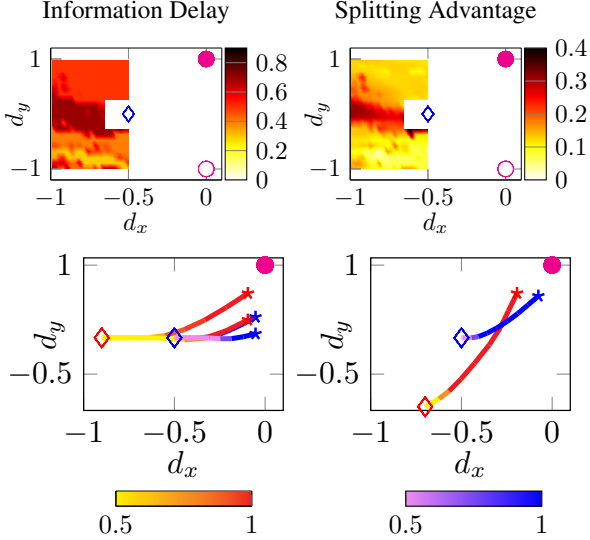 Information Delay Splitting Advantage
1 0.8 1 0.4
0.6 0.3
d_y 0.4 d_y 0.2
0.2 0.1
−1 0 −1 0
−1 −0.5 0 −1 −0.5 0
d_x d_x
1 1
d_y d_y
−0.5 −0.5
−1 −0.5 0 −1 −0.5 0
d_x d_x
0.5 1 0.5 1